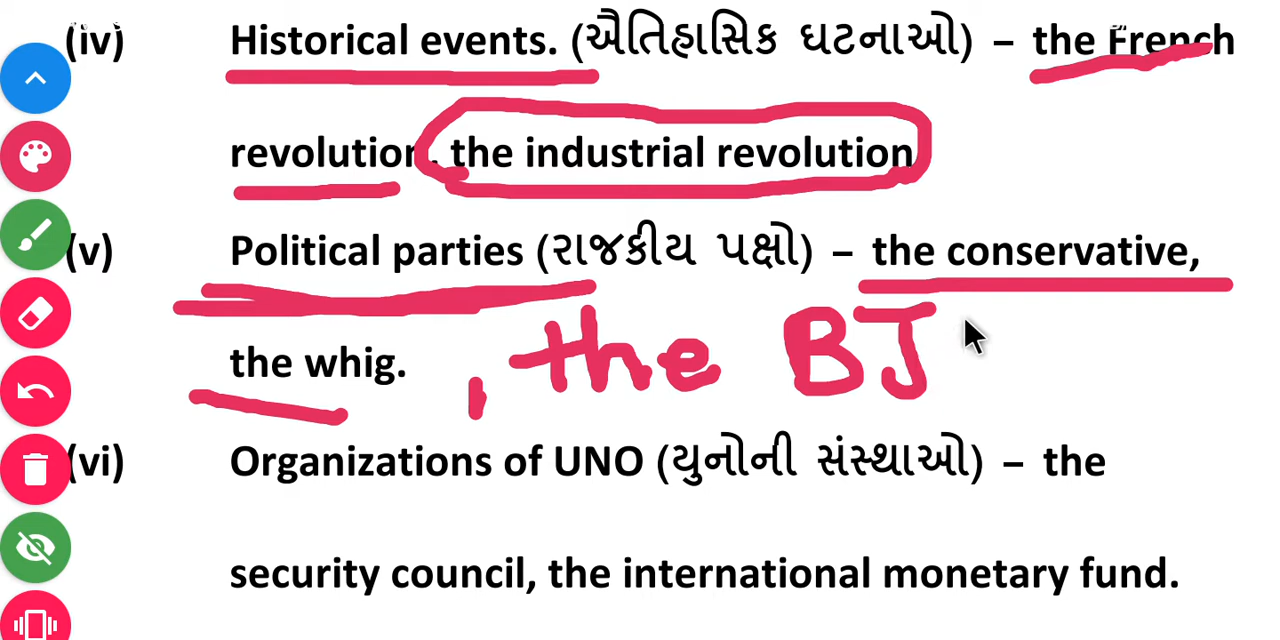 (iv) Historical events. (ઐતિહાસિક ઘટનાઓ) – the French
revolution, the industrial revolution
(v) Political parties (રાજકીય પક્ષો) – the conservative,
the whig. , the BJ
(vi) Organizations of UNO (યુનોની સંસ્થાઓ) – the
security council, the international monetary fund.